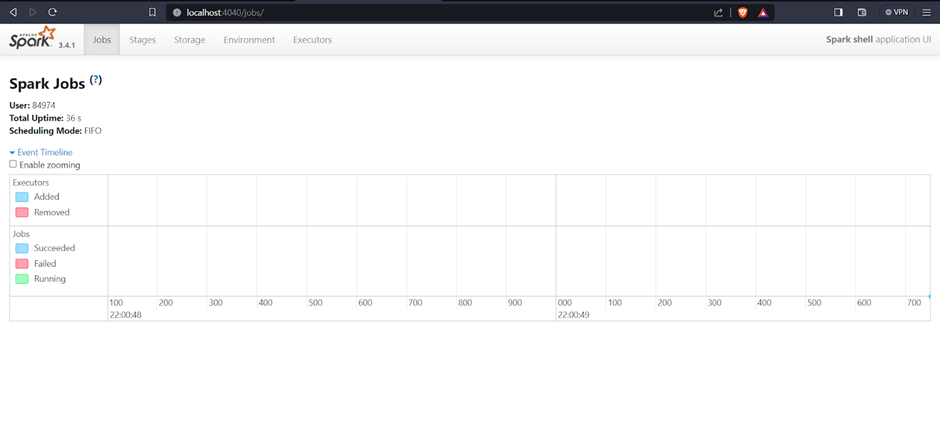 localhost:4040/jobs/
VPN
APACHE
Spark 3.4.1 Jobs Stages Storage Environment Executors Spark shell application UI
Spark Jobs (?)
User: 84974
Total Uptime: 36 s
Scheduling Mode: FIFO
Event Timeline
Enable zooming
Executors
Added
Removed
Jobs
Succeeded
Failed
Running
100 200 300 400 500 600 700 800 900 000 100 200 300 400 500 600 700
22:00:48 22:00:49